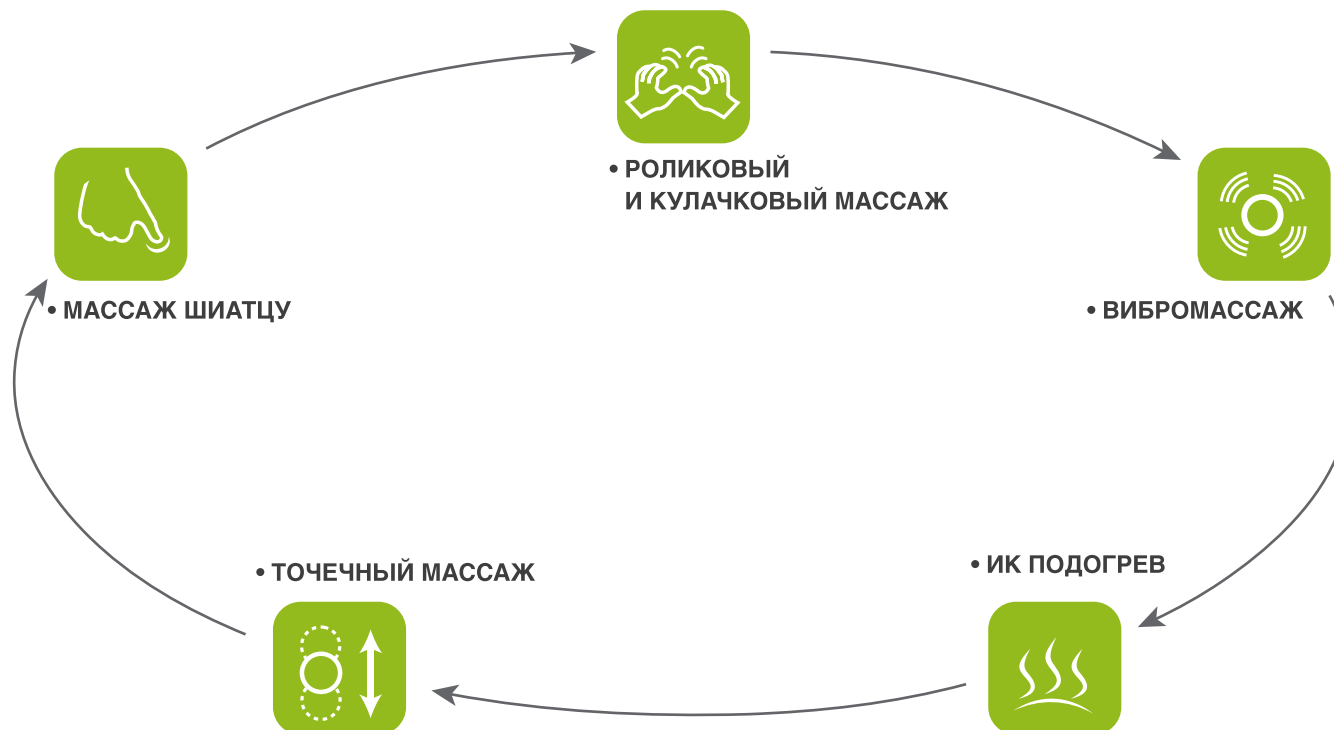 • РОЛИКОВЫЙ
И КУЛАЧКОВЫЙ МАССАЖ
• МАССАЖ ШИАТЦУ
• ВИБРОМАССАЖ
• ТОЧЕЧНЫЙ МАССАЖ
• ИК ПОДОГРЕВ